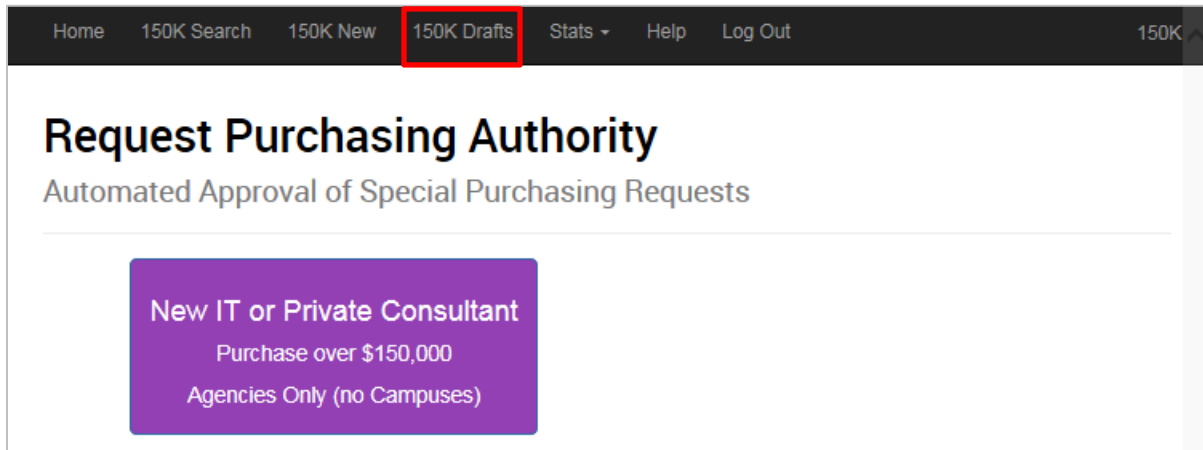 Home 150K Search 150K New 150K Drafts Stats Help Log Out 150K
Request Purchasing Authority
Automated Approval of Special Purchasing Requests
New IT or Private Consultant
Purchase over $150,000
Agencies Only (no Campuses)